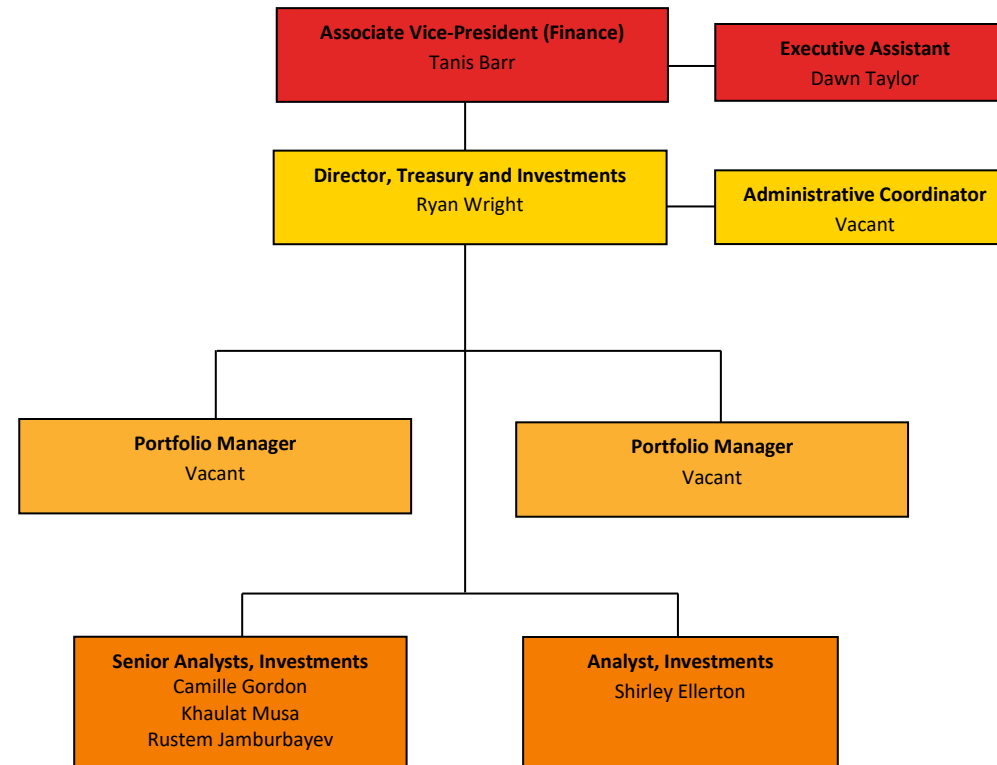 Associate Vice-President (Finance)
Tanis Barr
Executive Assistant
Dawn Taylor
Director, Treasury and Investments
Ryan Wright
Administrative Coordinator
Vacant
Portfolio Manager
Vacant
Portfolio Manager
Vacant
Senior Analysts, Investments
Camille Gordon
Khaulat Musa
Rustem Jamburbayev
Analyst, Investments
Shirley Ellerton